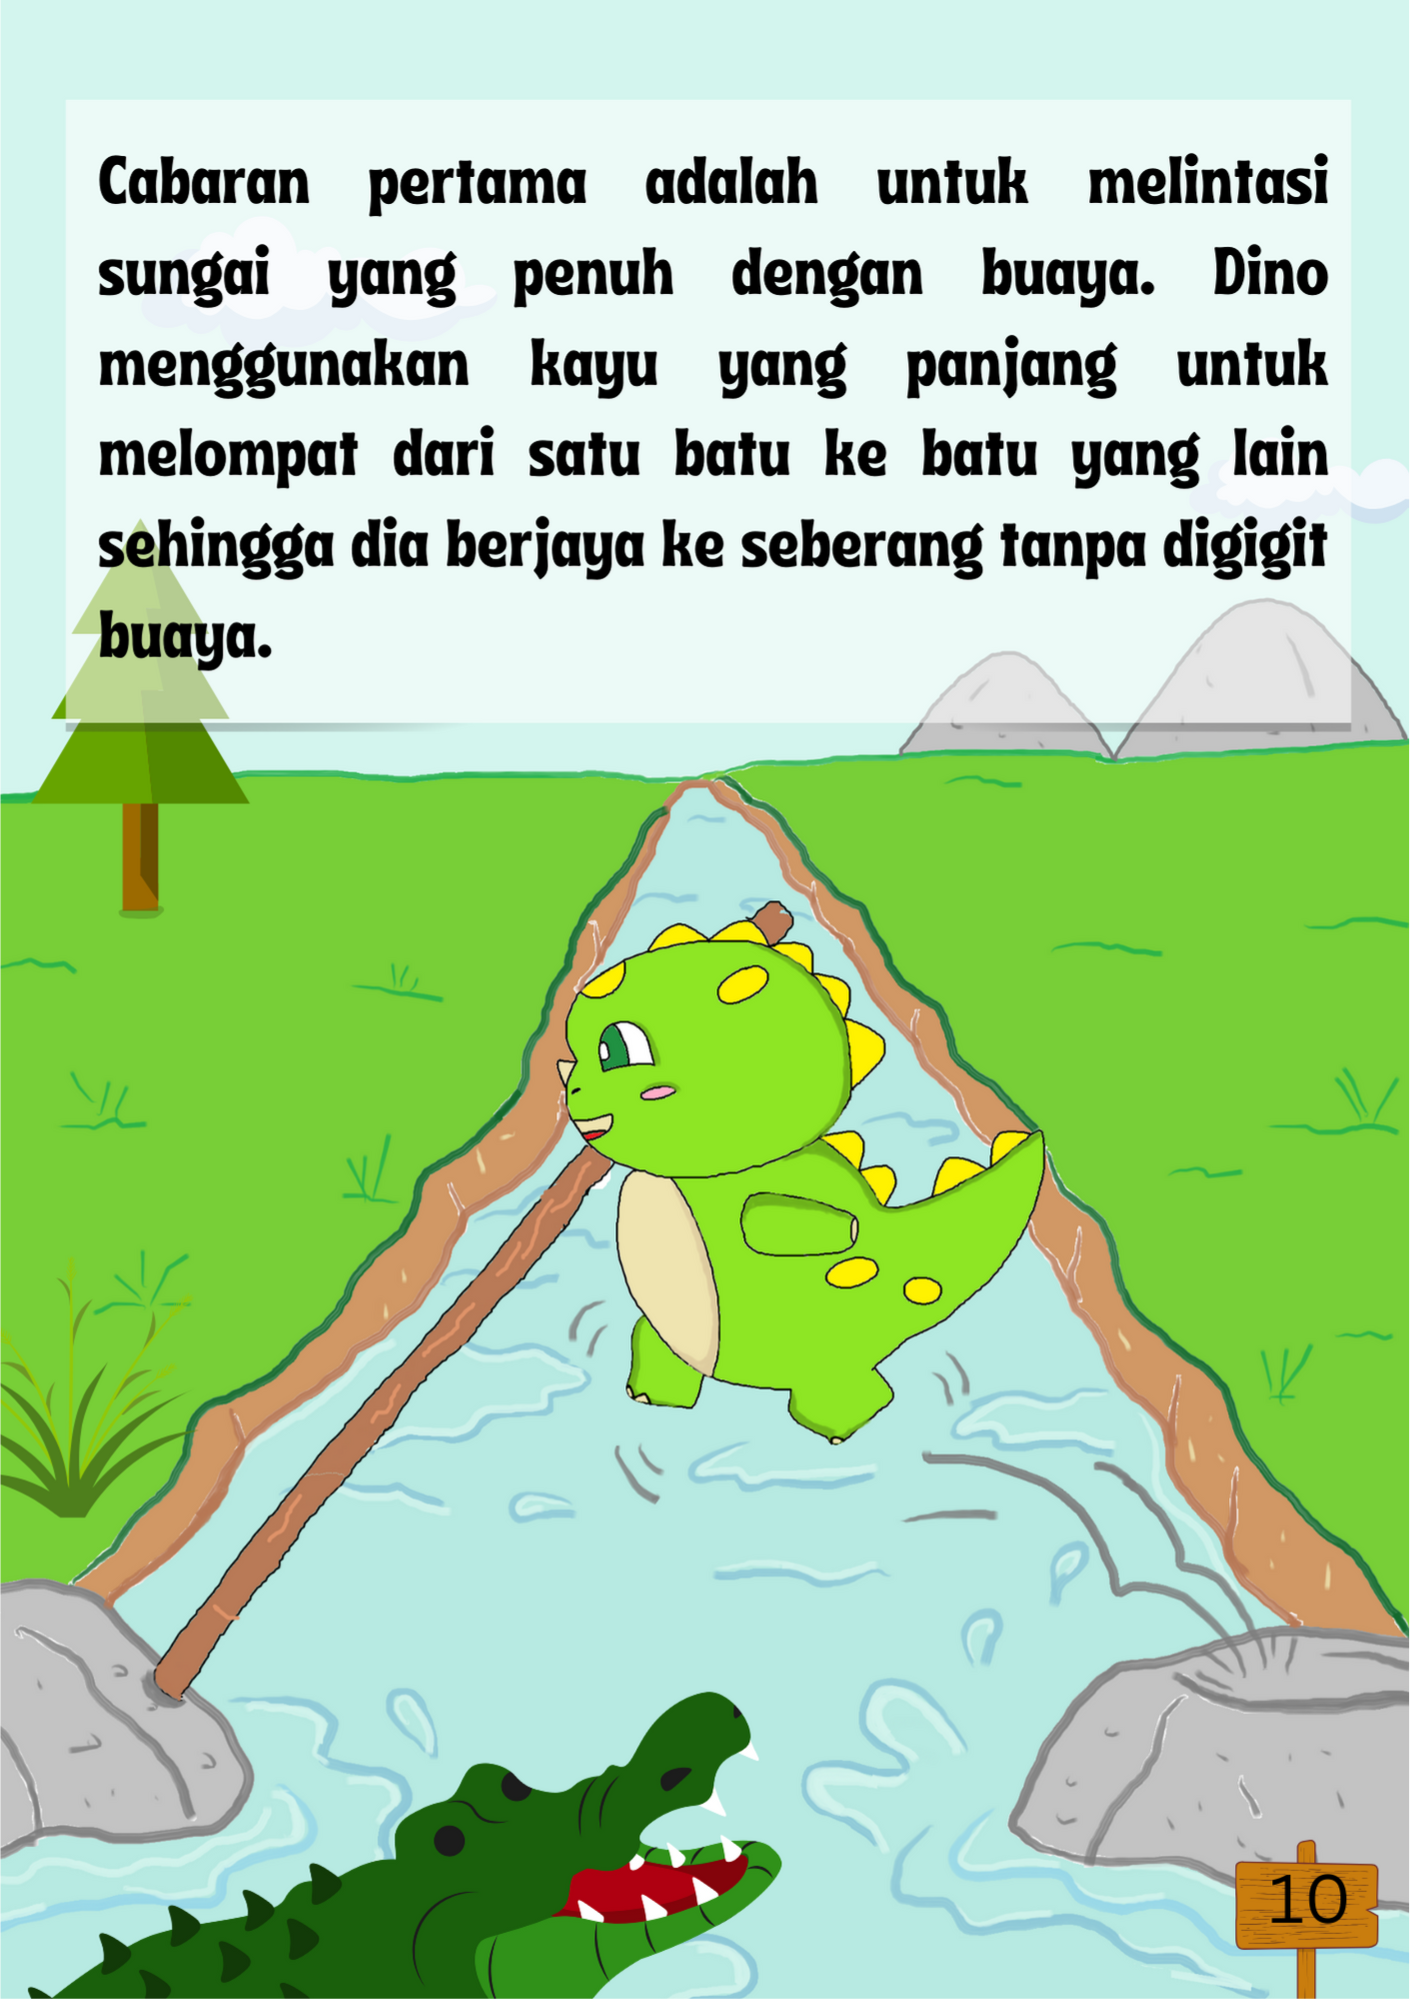 Cabaran pertama adalah untuk melintasi
sungai yang penuh dengan buaya. Dino
menggunakan kayu yang panjang untuk
melompat dari satu batu ke batu yang lain
sehingga dia berjaya ke seberang tanpa digigit
buaya.
10